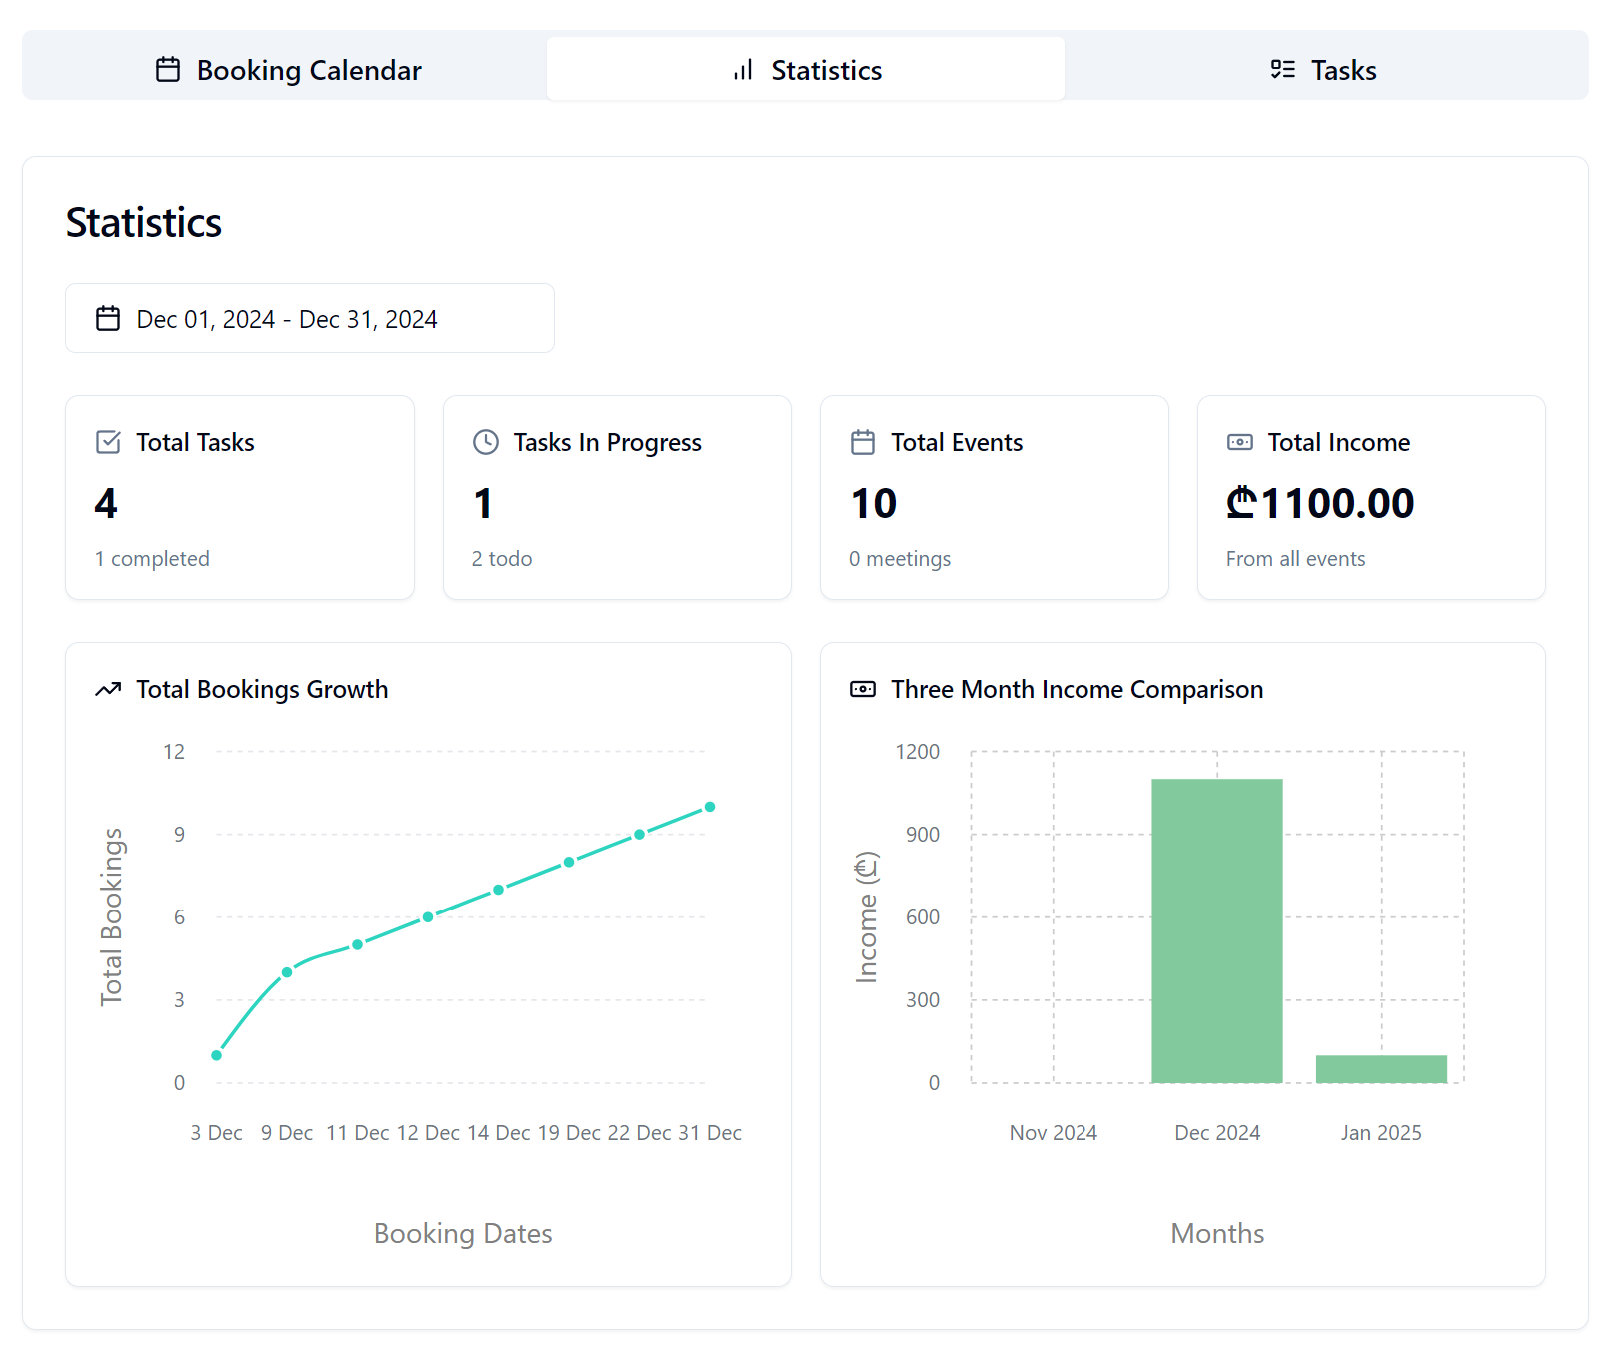 Booking Calendar
Statistics
Tasks
Statistics
Dec 01, 2024 - Dec 31, 2024
Total Tasks
4
1 completed
Tasks In Progress
1
2 todo
Total Events
10
0 meetings
Total Income
₾1100.00
From all events
Total Bookings Growth
12
9
6
3
0
Total Bookings
3 Dec 9 Dec 11 Dec 12 Dec 14 Dec 19 Dec 22 Dec 31 Dec
Booking Dates
Three Month Income Comparison
1200
900
600
300
0
Income (₾)
Nov 2024 Dec 2024 Jan 2025
Months